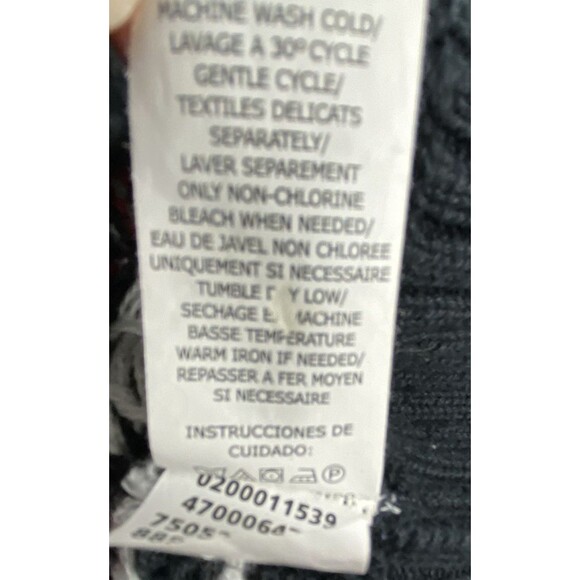 MACHINE WASH COLD/
LAVAGE A 30º CYCLE
GENTLE CYCLE/
TEXTILES DELICATS
SEPARATELY/
LAVER SEPAREMENT
ONLY NON-CHLORINE
BLEACH WHEN NEEDED/
EAU DE JAVEL NON CHLOREE
UNIQUEMENT SI NECESSAIRE
TUMBLE LOW/
SECHAGE
BASSE TEMPERATURE
WARM IRON IF NEEDED/
REPASSER A FER MOYEN
SI NECESSAIRE
INSTRUCCIONES DE
CUIDADO:
P
0200011539